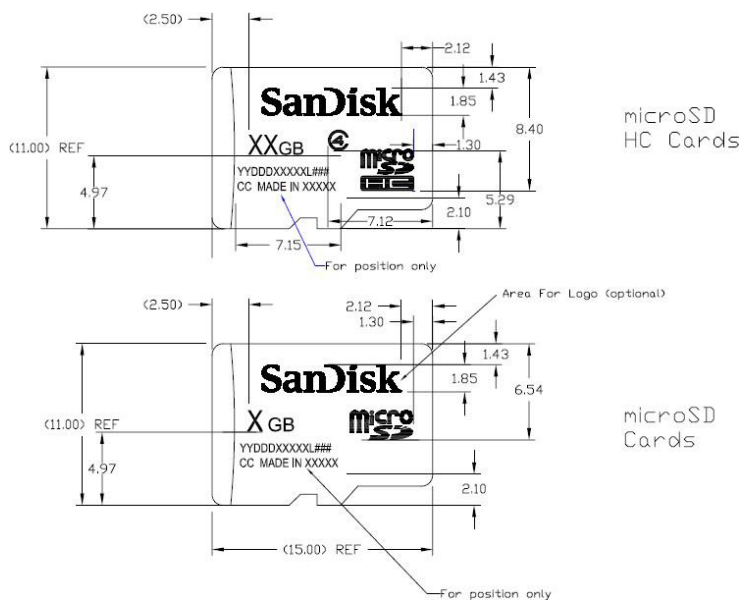 (2.50)
2.12
1.43
SanDisk
1.85
microSD
HC Cards
8.40
(11.00) REF
XXGB
4
1.30
micro
SD
HC
4.97
YYDDDXXXXXL###
CC MADE IN XXXXX
5.29
2.10
7.12
7.15
For position only
(2.50)
2.12
Area For Logo (optional)
1.30
1.43
SanDisk
1.85
6.54
(11.00) REF
X GB
micro
SD
microSD
Cards
4.97
YYDDDXXXXXL###
CC MADE IN XXXXX
2.10
(15.00) REF
For position only